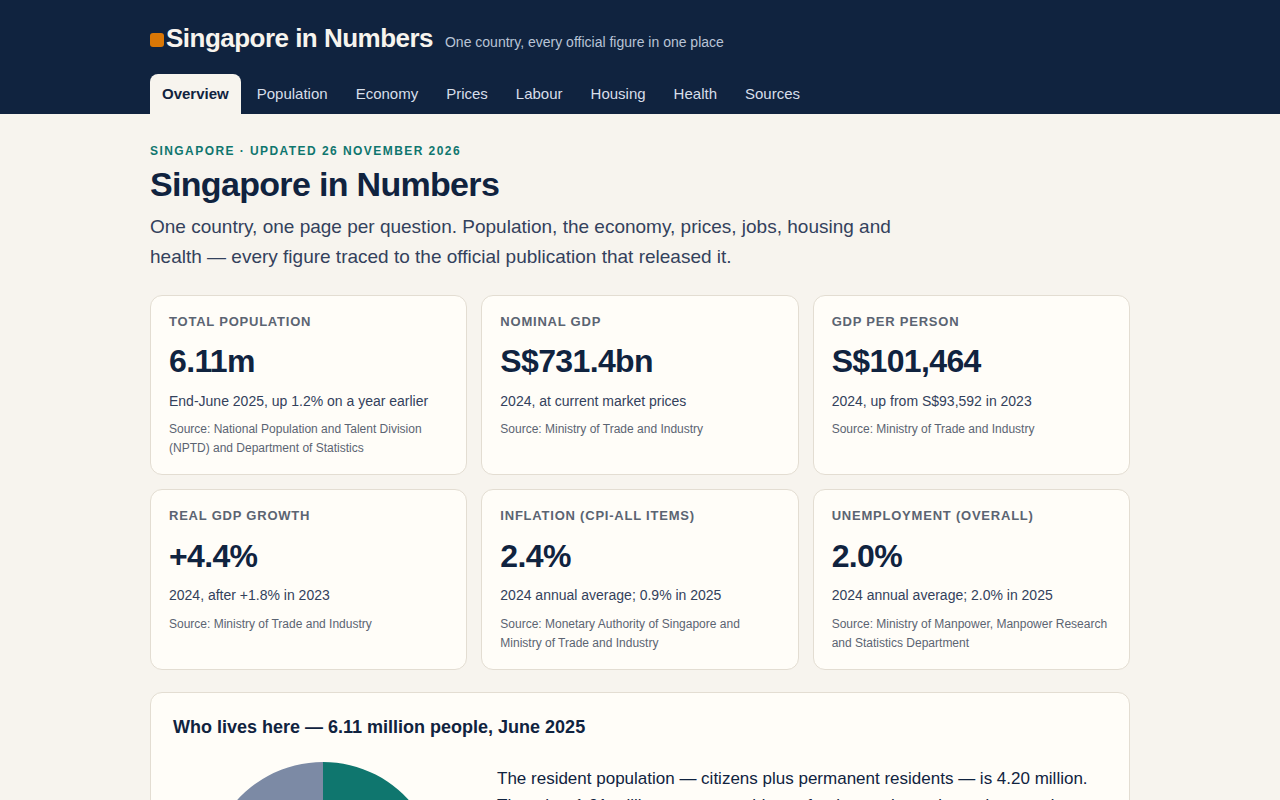 Singapore in Numbers One country, every official figure in one place
Overview Population Economy Prices Labour Housing Health Sources
SINGAPORE · UPDATED 26 NOVEMBER 2026
Singapore in Numbers
One country, one page per question. Population, the economy, prices, jobs, housing and
health — every figure traced to the official publication that released it.
TOTAL POPULATION
6.11m
End-June 2025, up 1.2% on a year earlier
Source: National Population and Talent Division
(NPTD) and Department of Statistics
NOMINAL GDP
S$731.4bn
2024, at current market prices
Source: Ministry of Trade and Industry
GDP PER PERSON
S$101,464
2024, up from S$93,592 in 2023
Source: Ministry of Trade and Industry
REAL GDP GROWTH
+4.4%
2024, after +1.8% in 2023
Source: Ministry of Trade and Industry
INFLATION (CPI-ALL ITEMS)
2.4%
2024 annual average; 0.9% in 2025
Source: Monetary Authority of Singapore and
Ministry of Trade and Industry
UNEMPLOYMENT (OVERALL)
2.0%
2024 annual average; 2.0% in 2025
Source: Ministry of Manpower, Manpower Research
and Statistics Department
Who lives here — 6.11 million people, June 2025
The resident population — citizens plus permanent residents — is 4.20 million.